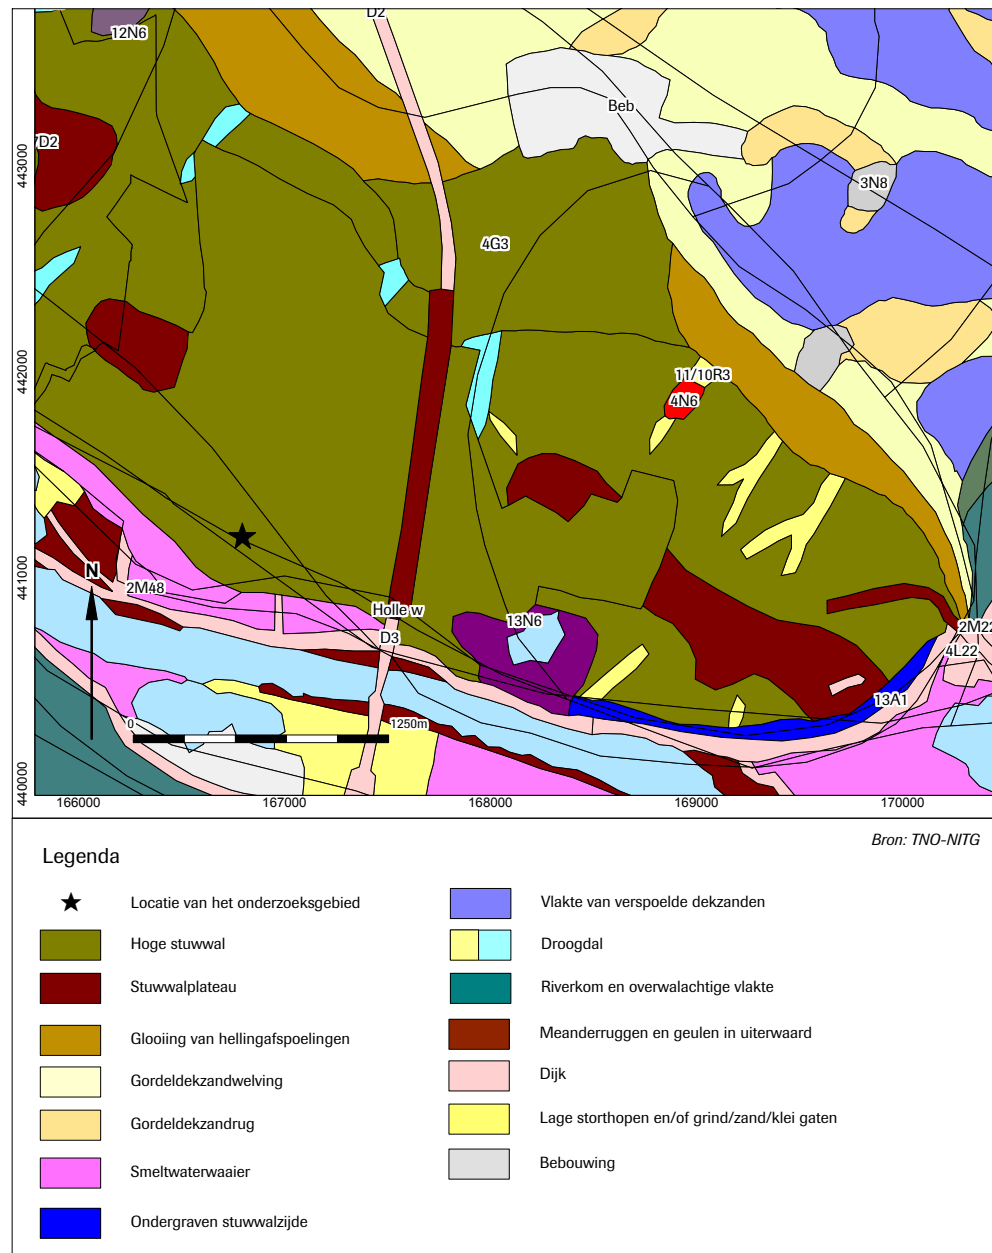 D2
12N6
Beb
7D2
3N8
443000
4G3
442000
11/10R3
4N6
441000
N
2M48
Holle w
D3
13N6
2M22
4L22
13A1
0
1250m
440000
166000
167000
168000
169000
170000
Bron: TNO-NITG
Legenda
Locatie van het onderzoeksgebied
Hoge stuwwal
Stuwwalplateau
Glooiing van hellingafspoelingen
Gordeldekzandwelving
Gordeldekzandrug
Smeltwaterwaaier
Ondergraven stuwwalzijde
Vlakte van verspoelde dekzanden
Droogdal
Riverkom en overwalachtige vlakte
Meanderruggen en geulen in uiterwaard
Dijk
Lage storthopen en/of grind/zand/klei gaten
Bebouwing